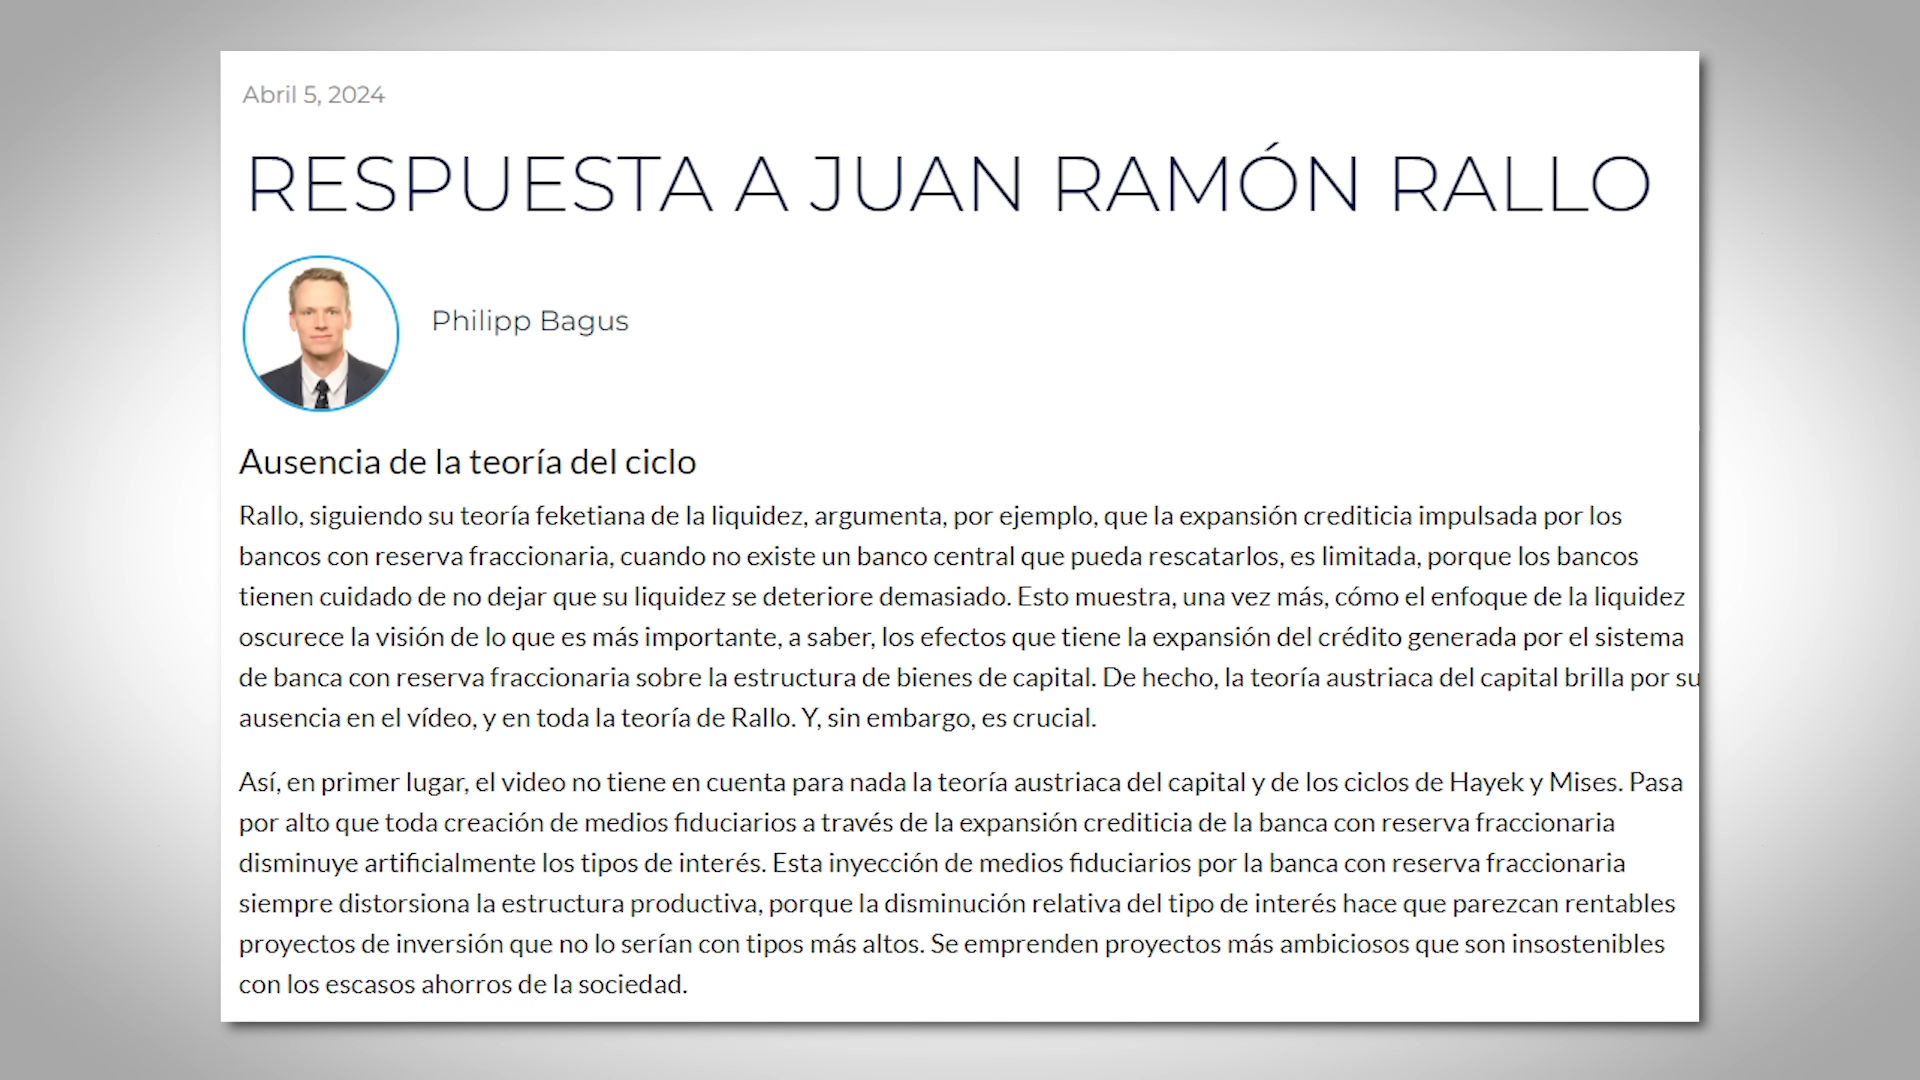 Abril 5, 2024
RESPUESTA A JUAN RAMÓN RALLO
Philipp Bagus
Ausencia de la teoría del ciclo
Rallo, siguiendo su teoría feketiana de la liquidez, argumenta, por ejemplo, que la expansión crediticia impulsada por los
bancos con reserva fraccionaria, cuando no existe un banco central que pueda rescatarlos, es limitada, porque los bancos
tienen cuidado de no dejar que su liquidez se deteriore demasiado. Esto muestra, una vez más, cómo el enfoque de la liquidez
oscurece la visión de lo que es más importante, a saber, los efectos que tiene la expansión del crédito generada por el sistema
de banca con reserva fraccionaria sobre la estructura de bienes de capital. De hecho, la teoría austriaca del capital brilla por su
ausencia en el vídeo, y en toda la teoría de Rallo. Y, sin embargo, es crucial.
Así, en primer lugar, el video no tiene en cuenta para nada la teoría austriaca del capital y de los ciclos de Hayek y Mises. Pasa
por alto que toda creación de medios fiduciarios a través de la expansión crediticia de la banca con reserva fraccionaria
disminuye artificialmente los tipos de interés. Esta inyección de medios fiduciarios por la banca con reserva fraccionaria
siempre distorsiona la estructura productiva, porque la disminución relativa del tipo de interés hace que parezcan rentables
proyectos de inversión que no lo serían con tipos más altos. Se emprenden proyectos más ambiciosos que son insostenibles
con los escasos ahorros de la sociedad.